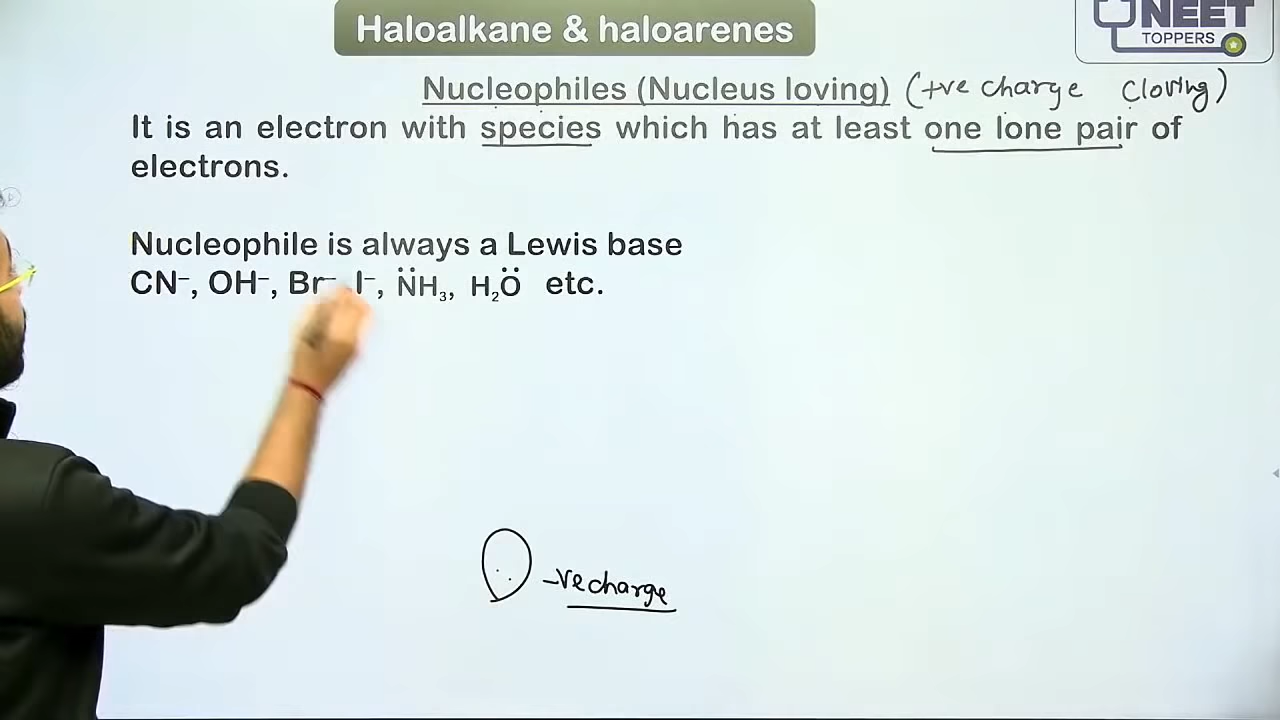 Haloalkane & haloarenes
NEET
TOPPERS
Nucleophiles (Nucleus loving) (+ve charge cloving)
It is an electron with species which has at least one lone pair of
electrons.
Nucleophile is always a Lewis base
CN⁻, OH⁻, Br⁻ I⁻, N̈H₃, H₂Ö etc.
-ve charge